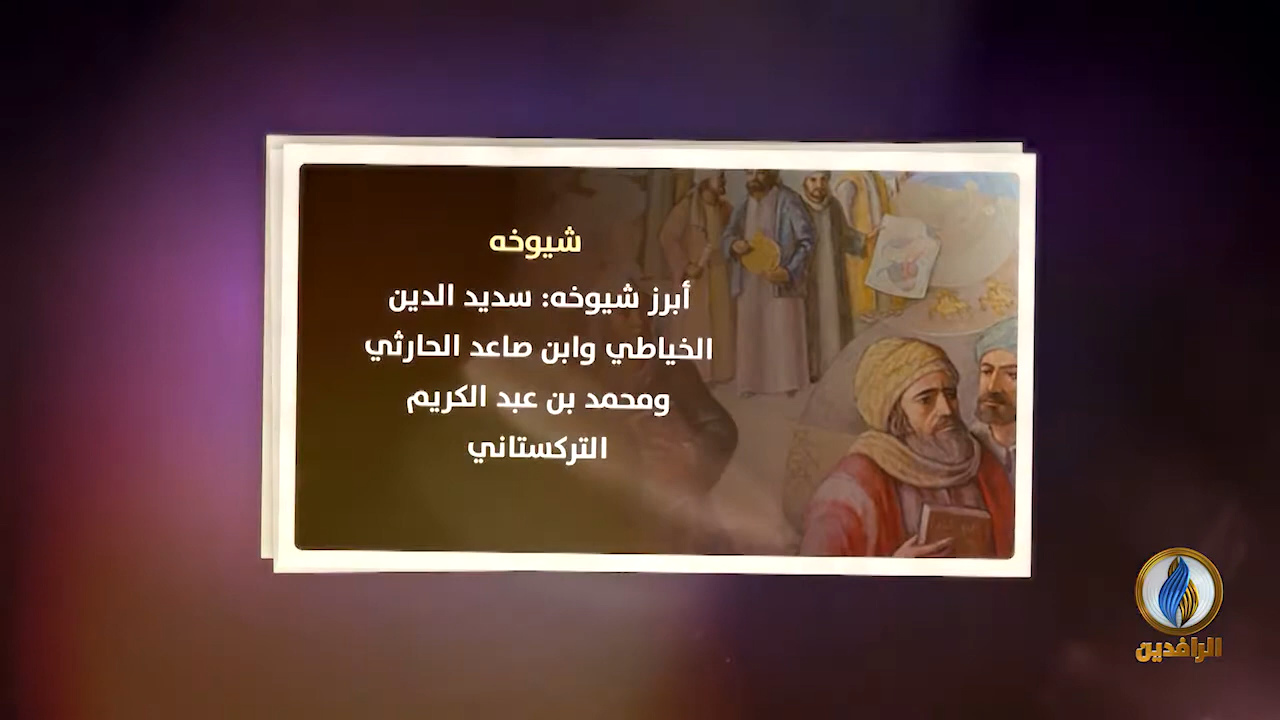 شيوخه
أبرز شيوخه: سديد الدين
الخياطي وابن صاعد الحارثي
ومحمد بن عبد الكريم
التركستاني
الرافدين